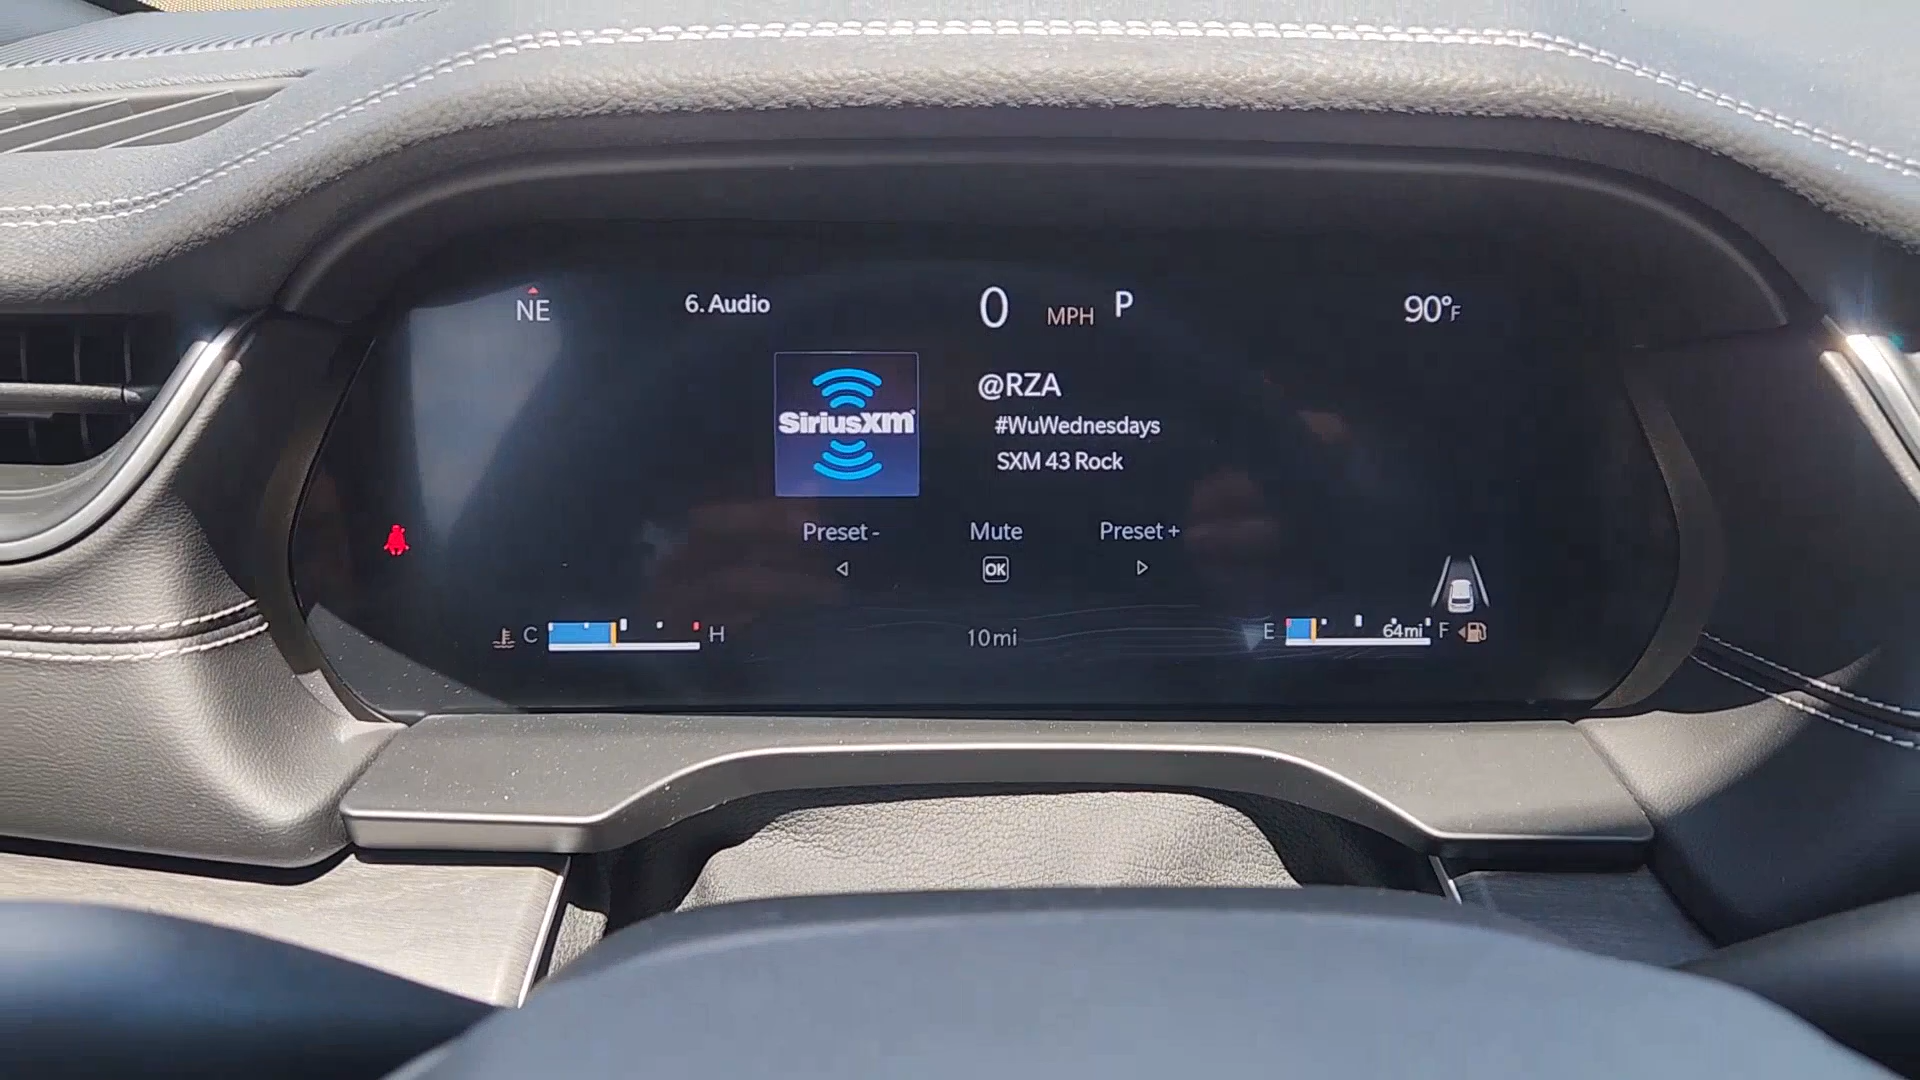 NE
6. Audio
0 MPH P
90°F
SiriusXM
@RZA
#WuWednesdays
SXM 43 Rock
Preset -
Mute
Preset +
OK
C
H
10mi
E
64mi
F